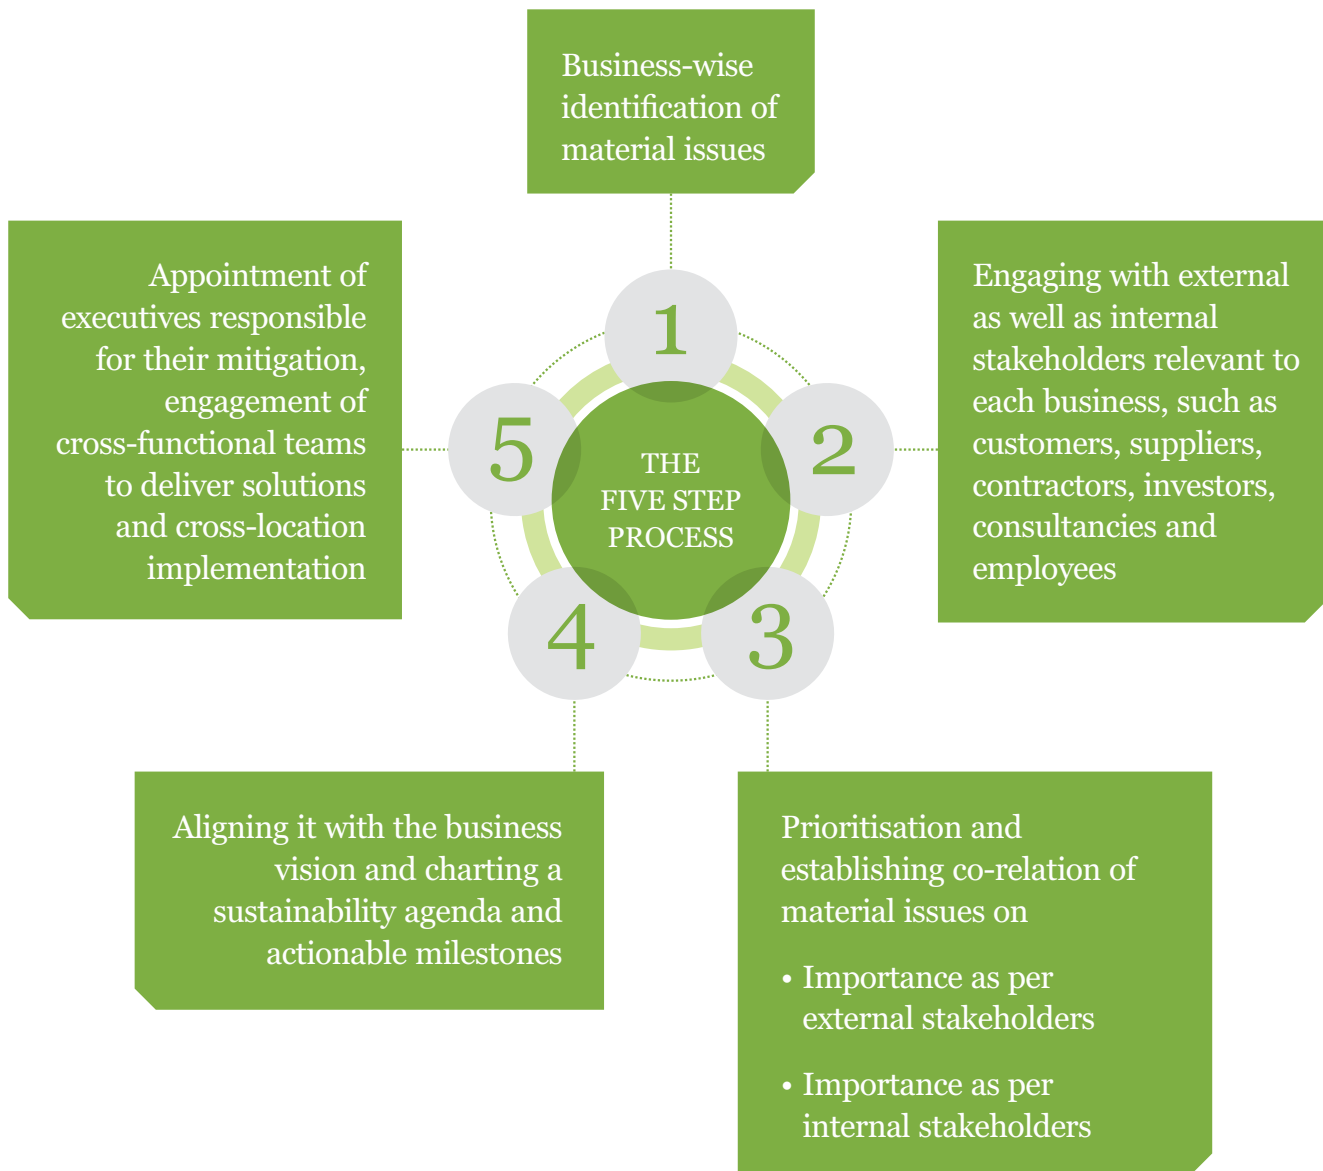 Business-wise
identification of
material issues
Appointment of
executives responsible
for their mitigation,
engagement of
cross-functional teams
to deliver solutions
and cross-location
implementation
Engaging with external
as well as internal
stakeholders relevant to
each business, such as
customers, suppliers,
contractors, investors,
consultancies and
employees
1
2
3
4
5
THE
FIVE STEP
PROCESS
Aligning it with the business
vision and charting a
sustainability agenda and
actionable milestones
Prioritisation and
establishing co-relation of
material issues on
• Importance as per
external stakeholders
• Importance as per
internal stakeholders